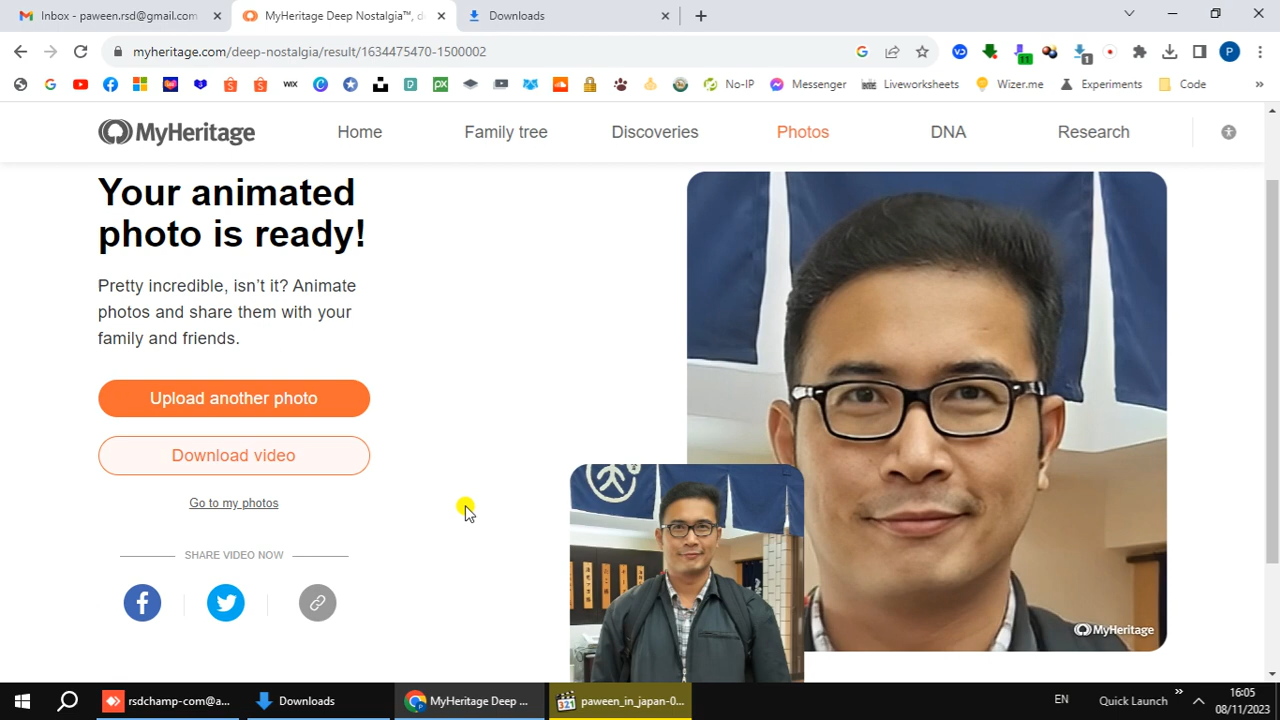 Inbox - paween.rsd@gmail.com
MyHeritage Deep Nostalgia™, d
Downloads
myheritage.com/deep-nostalgia/result/1634475470-1500002
11
1
P
WIX
No-IP
Messenger
Liveworksheets
Wizer.me
Experiments
Code
MyHeritage
Home
Family tree
Discoveries
Photos
DNA
Research
Your animated
photo is ready!
Pretty incredible, isn't it? Animate
photos and share them with your
family and friends.
Upload another photo
Download video
Go to my photos
SHARE VIDEO NOW
MyHeritage
rsdchamp-com@a...
Downloads
MyHeritage Deep ...
321
paween_in_japan-0...
EN
Quick Launch
16:05
08/11/2023